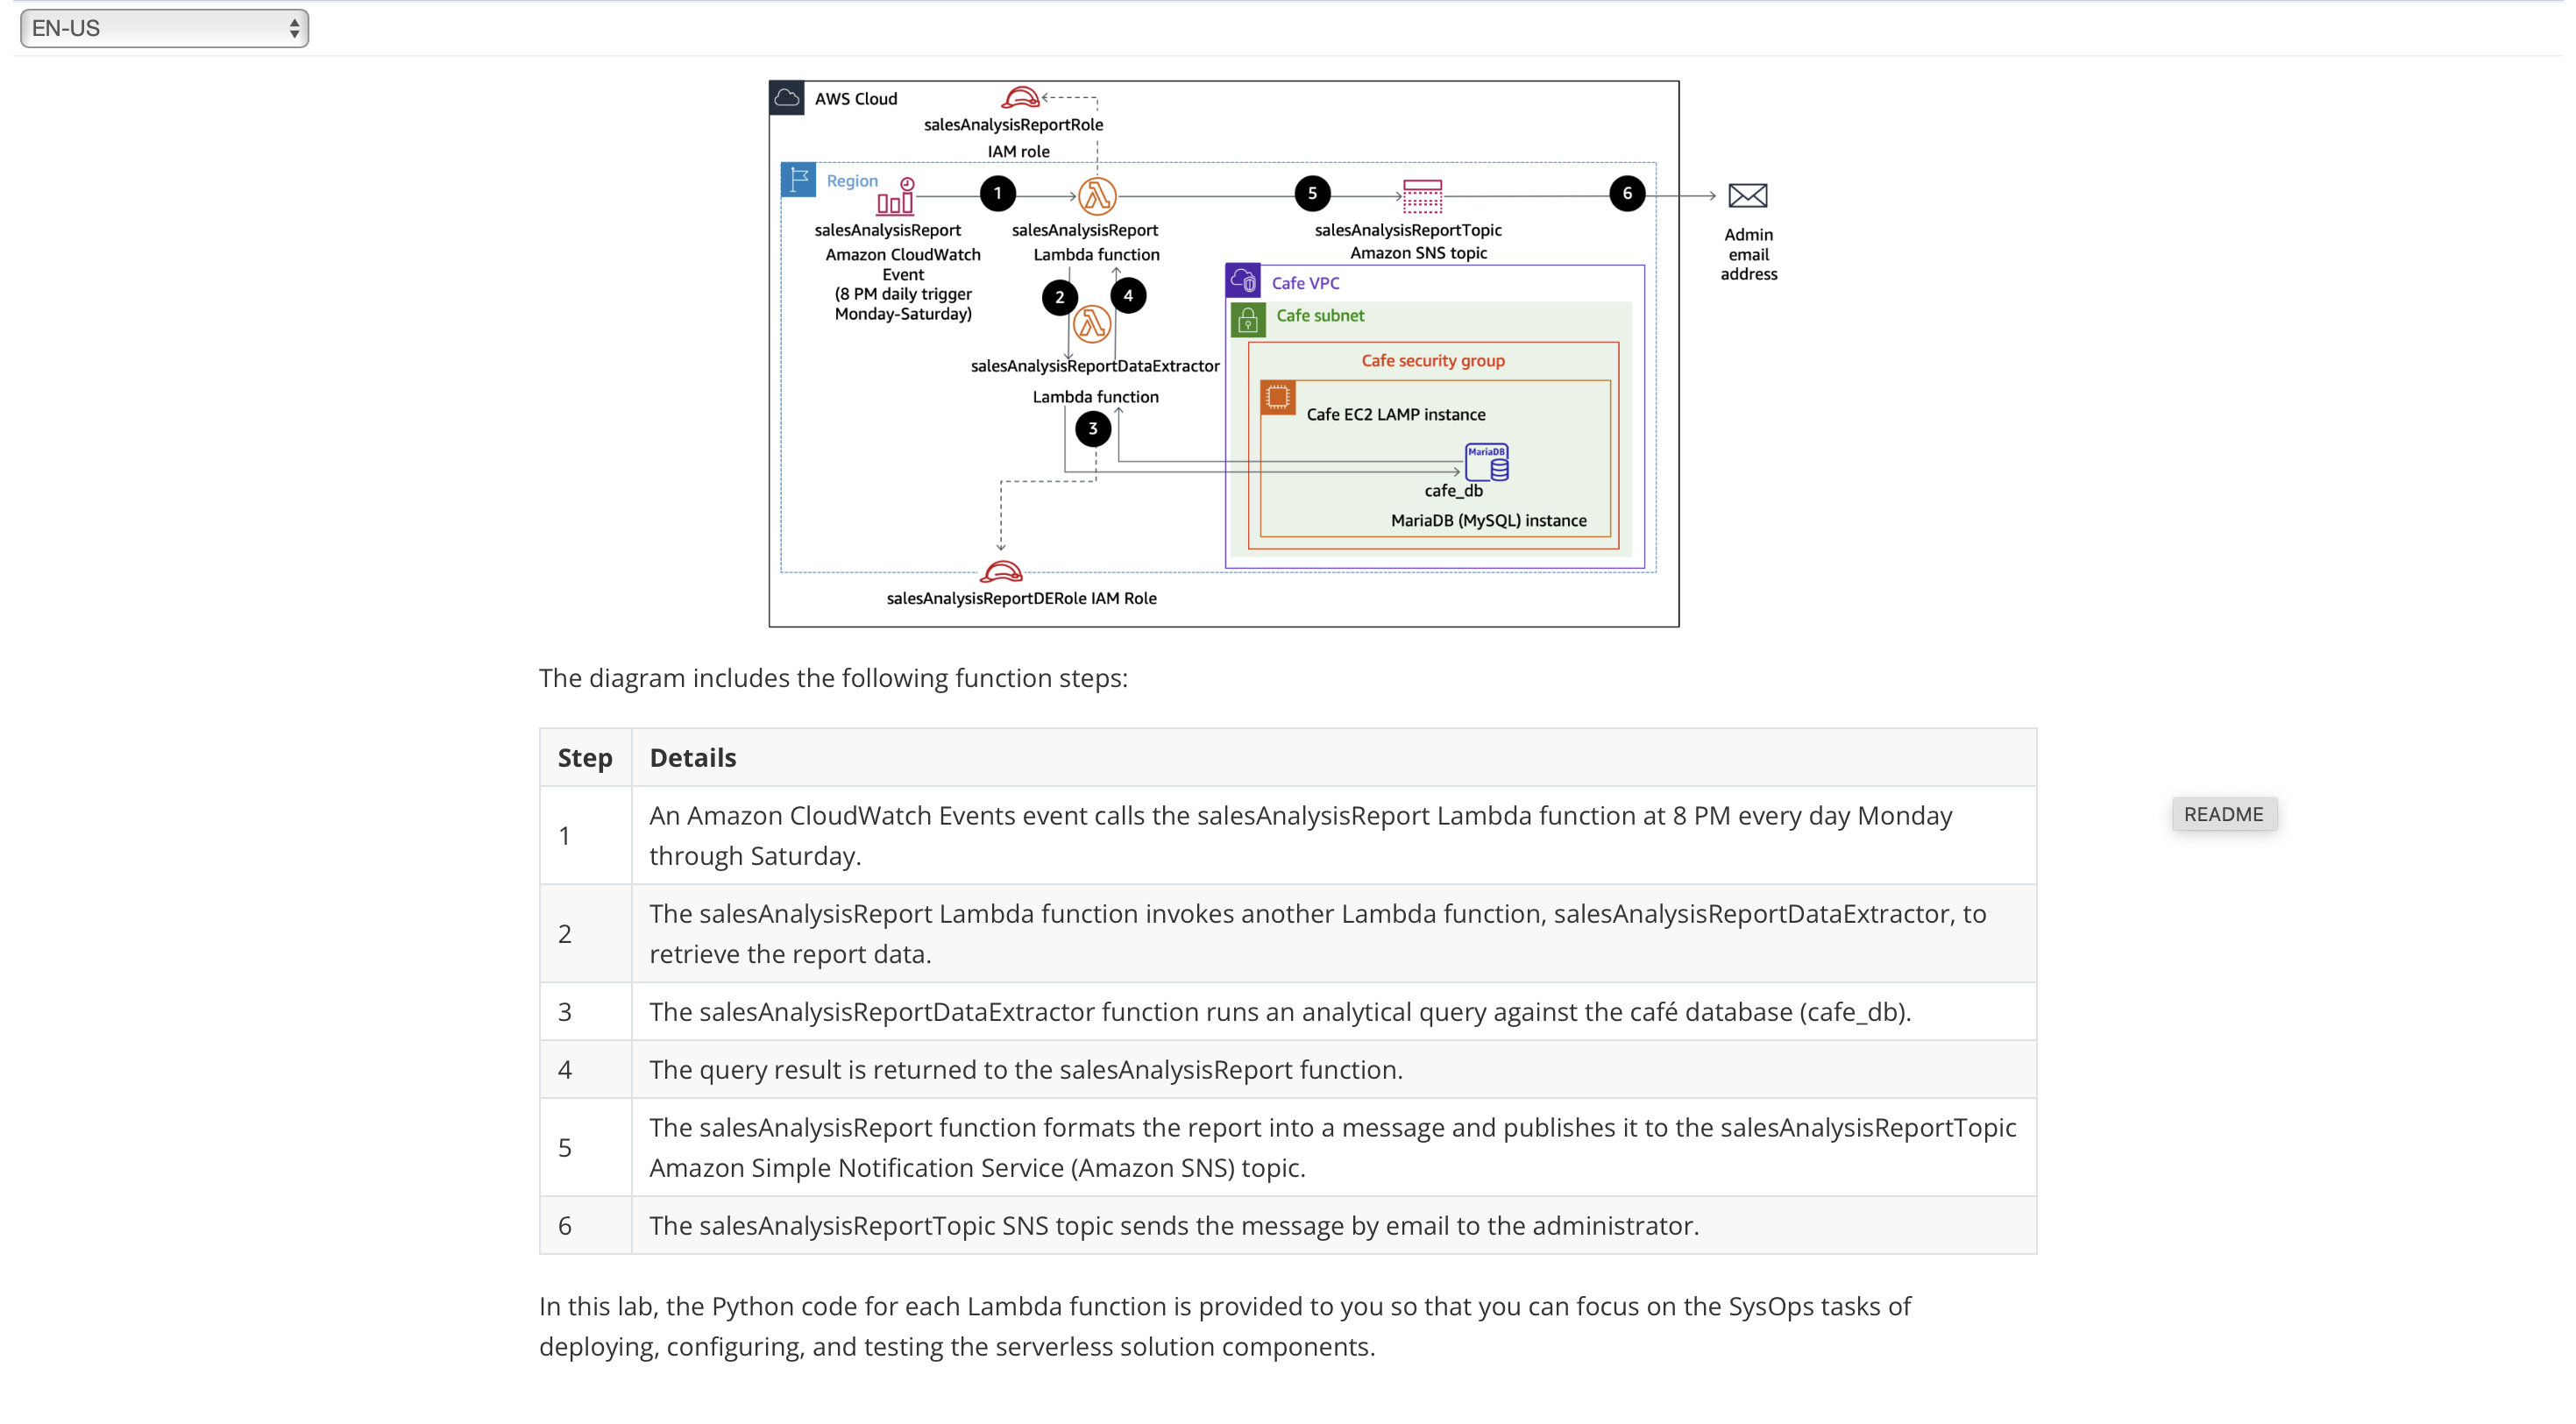 EN-US
AWS Cloud
salesAnalysisReportRole
IAM role
Region
1
5
6
salesAnalysisReport
Amazon CloudWatch
Event
(8 PM daily trigger
Monday-Saturday)
salesAnalysisReport
Lambda function
salesAnalysisReportTopic
Amazon SNS topic
Admin
email
address
2
4
salesAnalysisReportDataExtractor
Lambda function
3
Cafe VPC
Cafe subnet
Cafe security group
Cafe EC2 LAMP instance
MariaDB
cafe_db
MariaDB (MySQL) instance
salesAnalysisReportDERole IAM Role
The diagram includes the following function steps:
Step Details
1 An Amazon CloudWatch Events event calls the salesAnalysisReport Lambda function at 8 PM every day Monday
through Saturday.
2 The salesAnalysisReport Lambda function invokes another Lambda function, salesAnalysisReportDataExtractor, to
retrieve the report data.
3 The salesAnalysisReportDataExtractor function runs an analytical query against the café database (cafe_db).
4 The query result is returned to the salesAnalysisReport function.
5 The salesAnalysisReport function formats the report into a message and publishes it to the salesAnalysisReportTopic
Amazon Simple Notification Service (Amazon SNS) topic.
6 The salesAnalysisReportTopic SNS topic sends the message by email to the administrator.
README
In this lab, the Python code for each Lambda function is provided to you so that you can focus on the SysOps tasks of
deploying, configuring, and testing the serverless solution components.